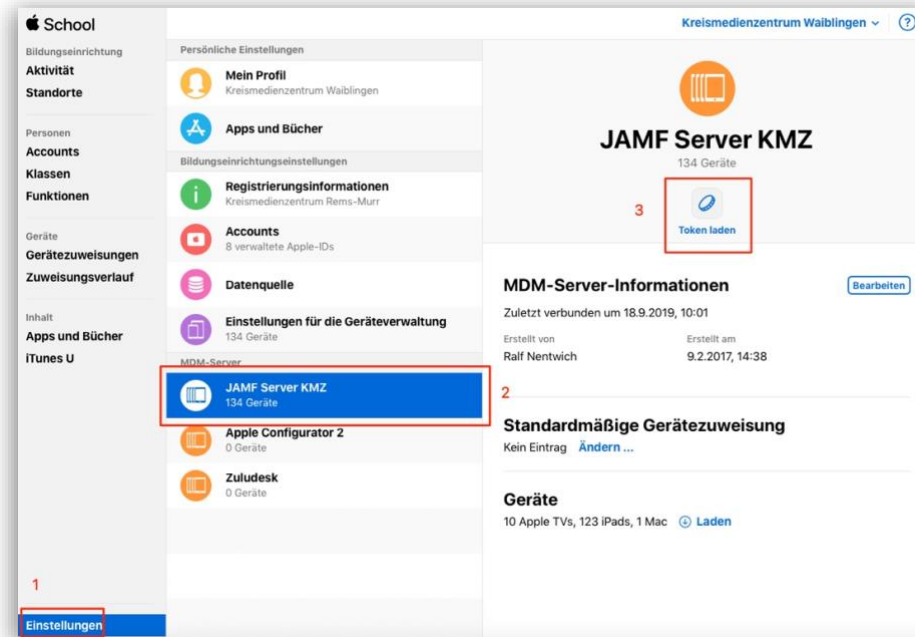 School
Bildungseinrichtung
Aktivität
Standorte
Personen
Accounts
Klassen
Funktionen
Geräte
Gerätezuweisungen
Zuweisungsverlauf
Inhalt
Apps und Bücher
iTunes U
1
Einstellungen
Persönliche Einstellungen
Mein Profil
Kreismedienzentrum Waiblingen
Apps und Bücher
Bildungseinrichtungseinstellungen
Registrierungsinformationen
Kreismedienzentrum Rems-Murr
Accounts
8 verwaltete Apple-IDs
Datenquelle
Einstellungen für die Geräteverwaltung
134 Geräte
MDM-Server
JAMF Server KMZ
134 Geräte
2
Apple Configurator 2
0 Geräte
Zuludesk
0 Geräte
Kreismedienzentrum Waiblingen ?
JAMF Server KMZ
134 Geräte
3
Token laden
MDM-Server-Informationen Bearbeiten
Zuletzt verbunden um 18.9.2019, 10:01
Erstellt von Erstellt am
Ralf Nentwich 9.2.2017, 14:38
Standardmäßige Gerätezuweisung
Kein Eintrag Ändern ...
Geräte
10 Apple TVs, 123 iPads, 1 Mac Laden